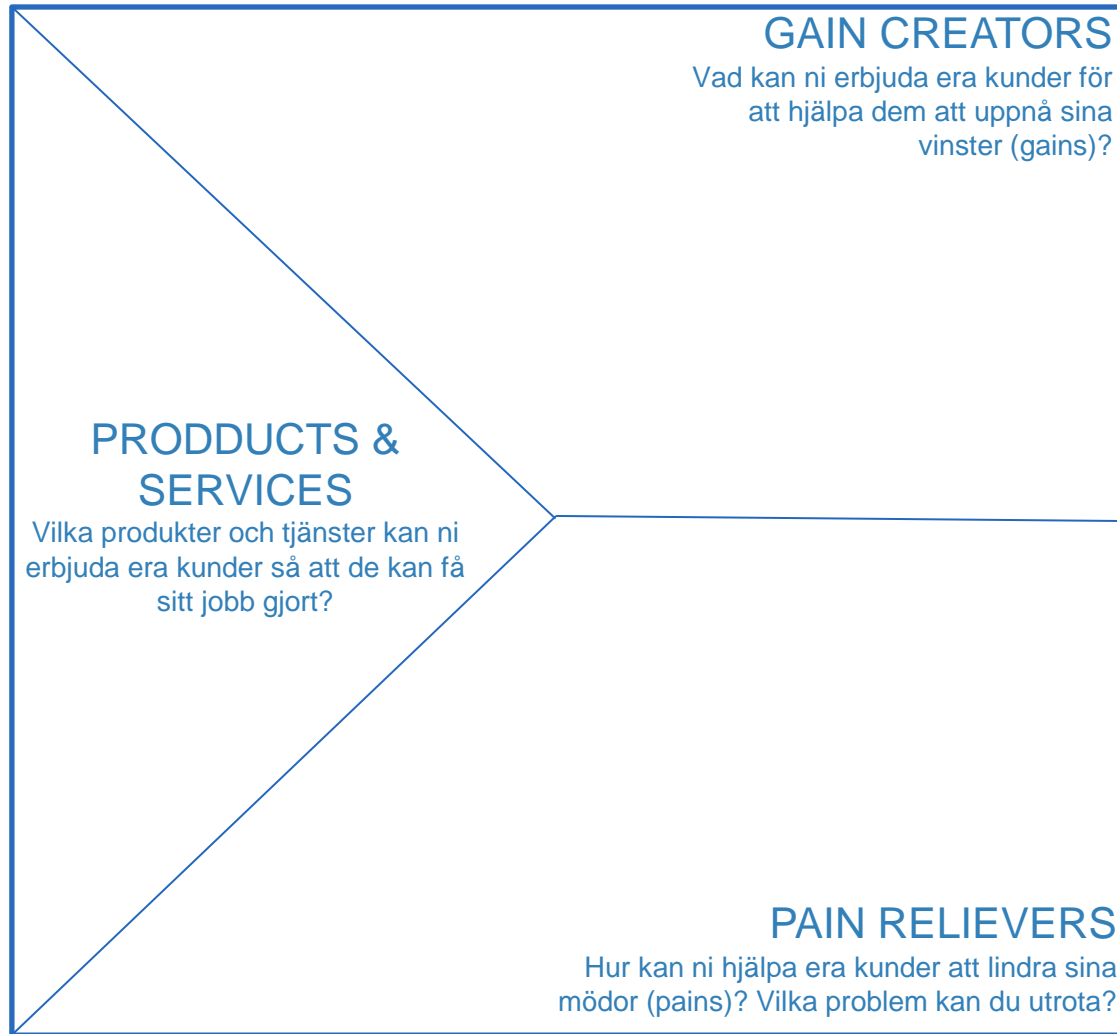 GAIN CREATORS
Vad kan ni erbjuda era kunder för
att hjälpa dem att uppnå sina
vinster (gains)?
PRODDUCTS &
SERVICES
Vilka produkter och tjänster kan ni
erbjuda era kunder så att de kan få
sitt jobb gjort?
PAIN RELIEVERS
Hur kan ni hjälpa era kunder att lindra sina
mödor (pains)? Vilka problem kan du utrota?